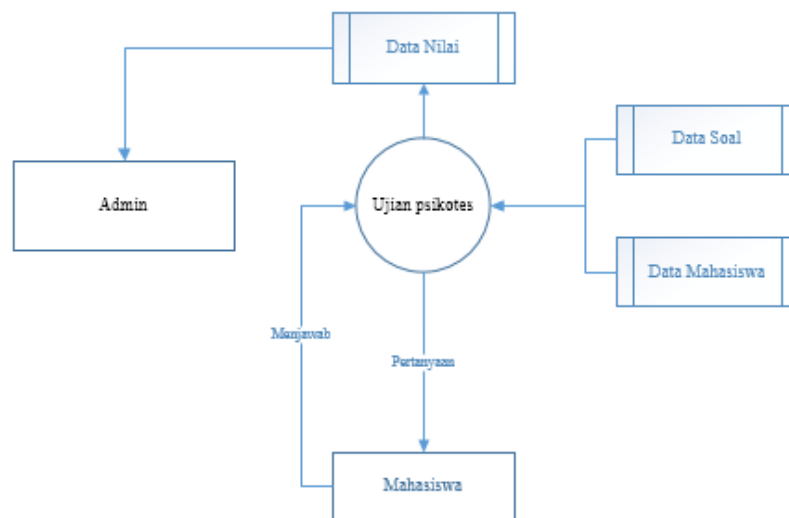 Data Nilai
Data Soal
Admin
Ujian psikotes
Data Mahasiswa
Menjawab
Pertanyaan
Mahasiswa